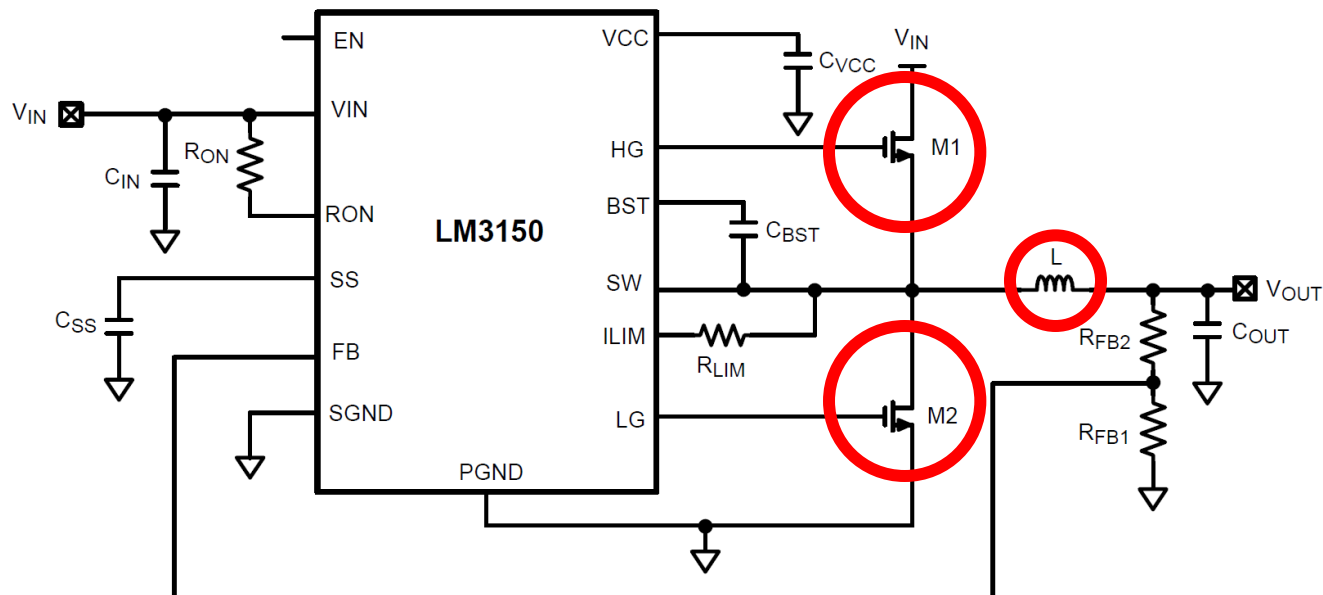 EN
VCC
VIN
CVCC
VIN
VIN
RON
CIN
HG
M1
RON
BST
CBST
LM3150
SS
SW
L
VOUT
CSS
ILIM
RLIM
RFB2
COUT
FB
SGND
LG
M2
RFB1
PGND